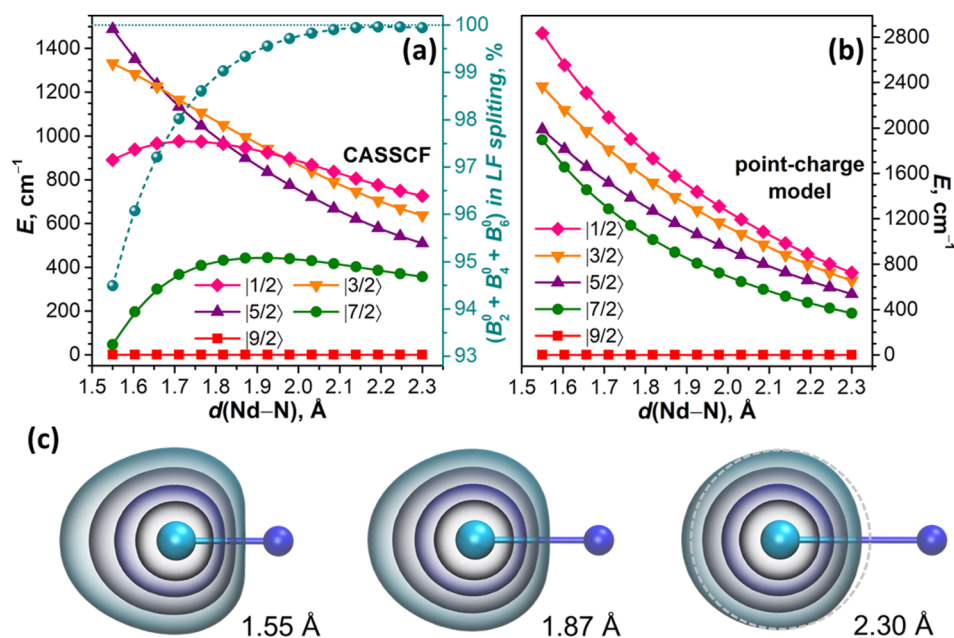 (a)
1400
1200
1000
800
600
400
200
0
E, cm⁻¹
1.5 1.6 1.7 1.8 1.9 2.0 2.1 2.2 2.3
d(Nd–N), Å
CASSCF
|1/2⟩ |3/2⟩
|5/2⟩ |7/2⟩
|9/2⟩
100
99
98
97
96
95
94
93
(B⁰₂ + B⁰₄ + B⁰₆) in LF spliting, %
(b)
point-charge
model
|1/2⟩
|3/2⟩
|5/2⟩
|7/2⟩
|9/2⟩
2800
2400
2000
1600
1200
800
400
0
E, cm⁻¹
1.5 1.6 1.7 1.8 1.9 2.0 2.1 2.2 2.3
d(Nd–N), Å
(c)
1.55 Å
1.87 Å
2.30 Å